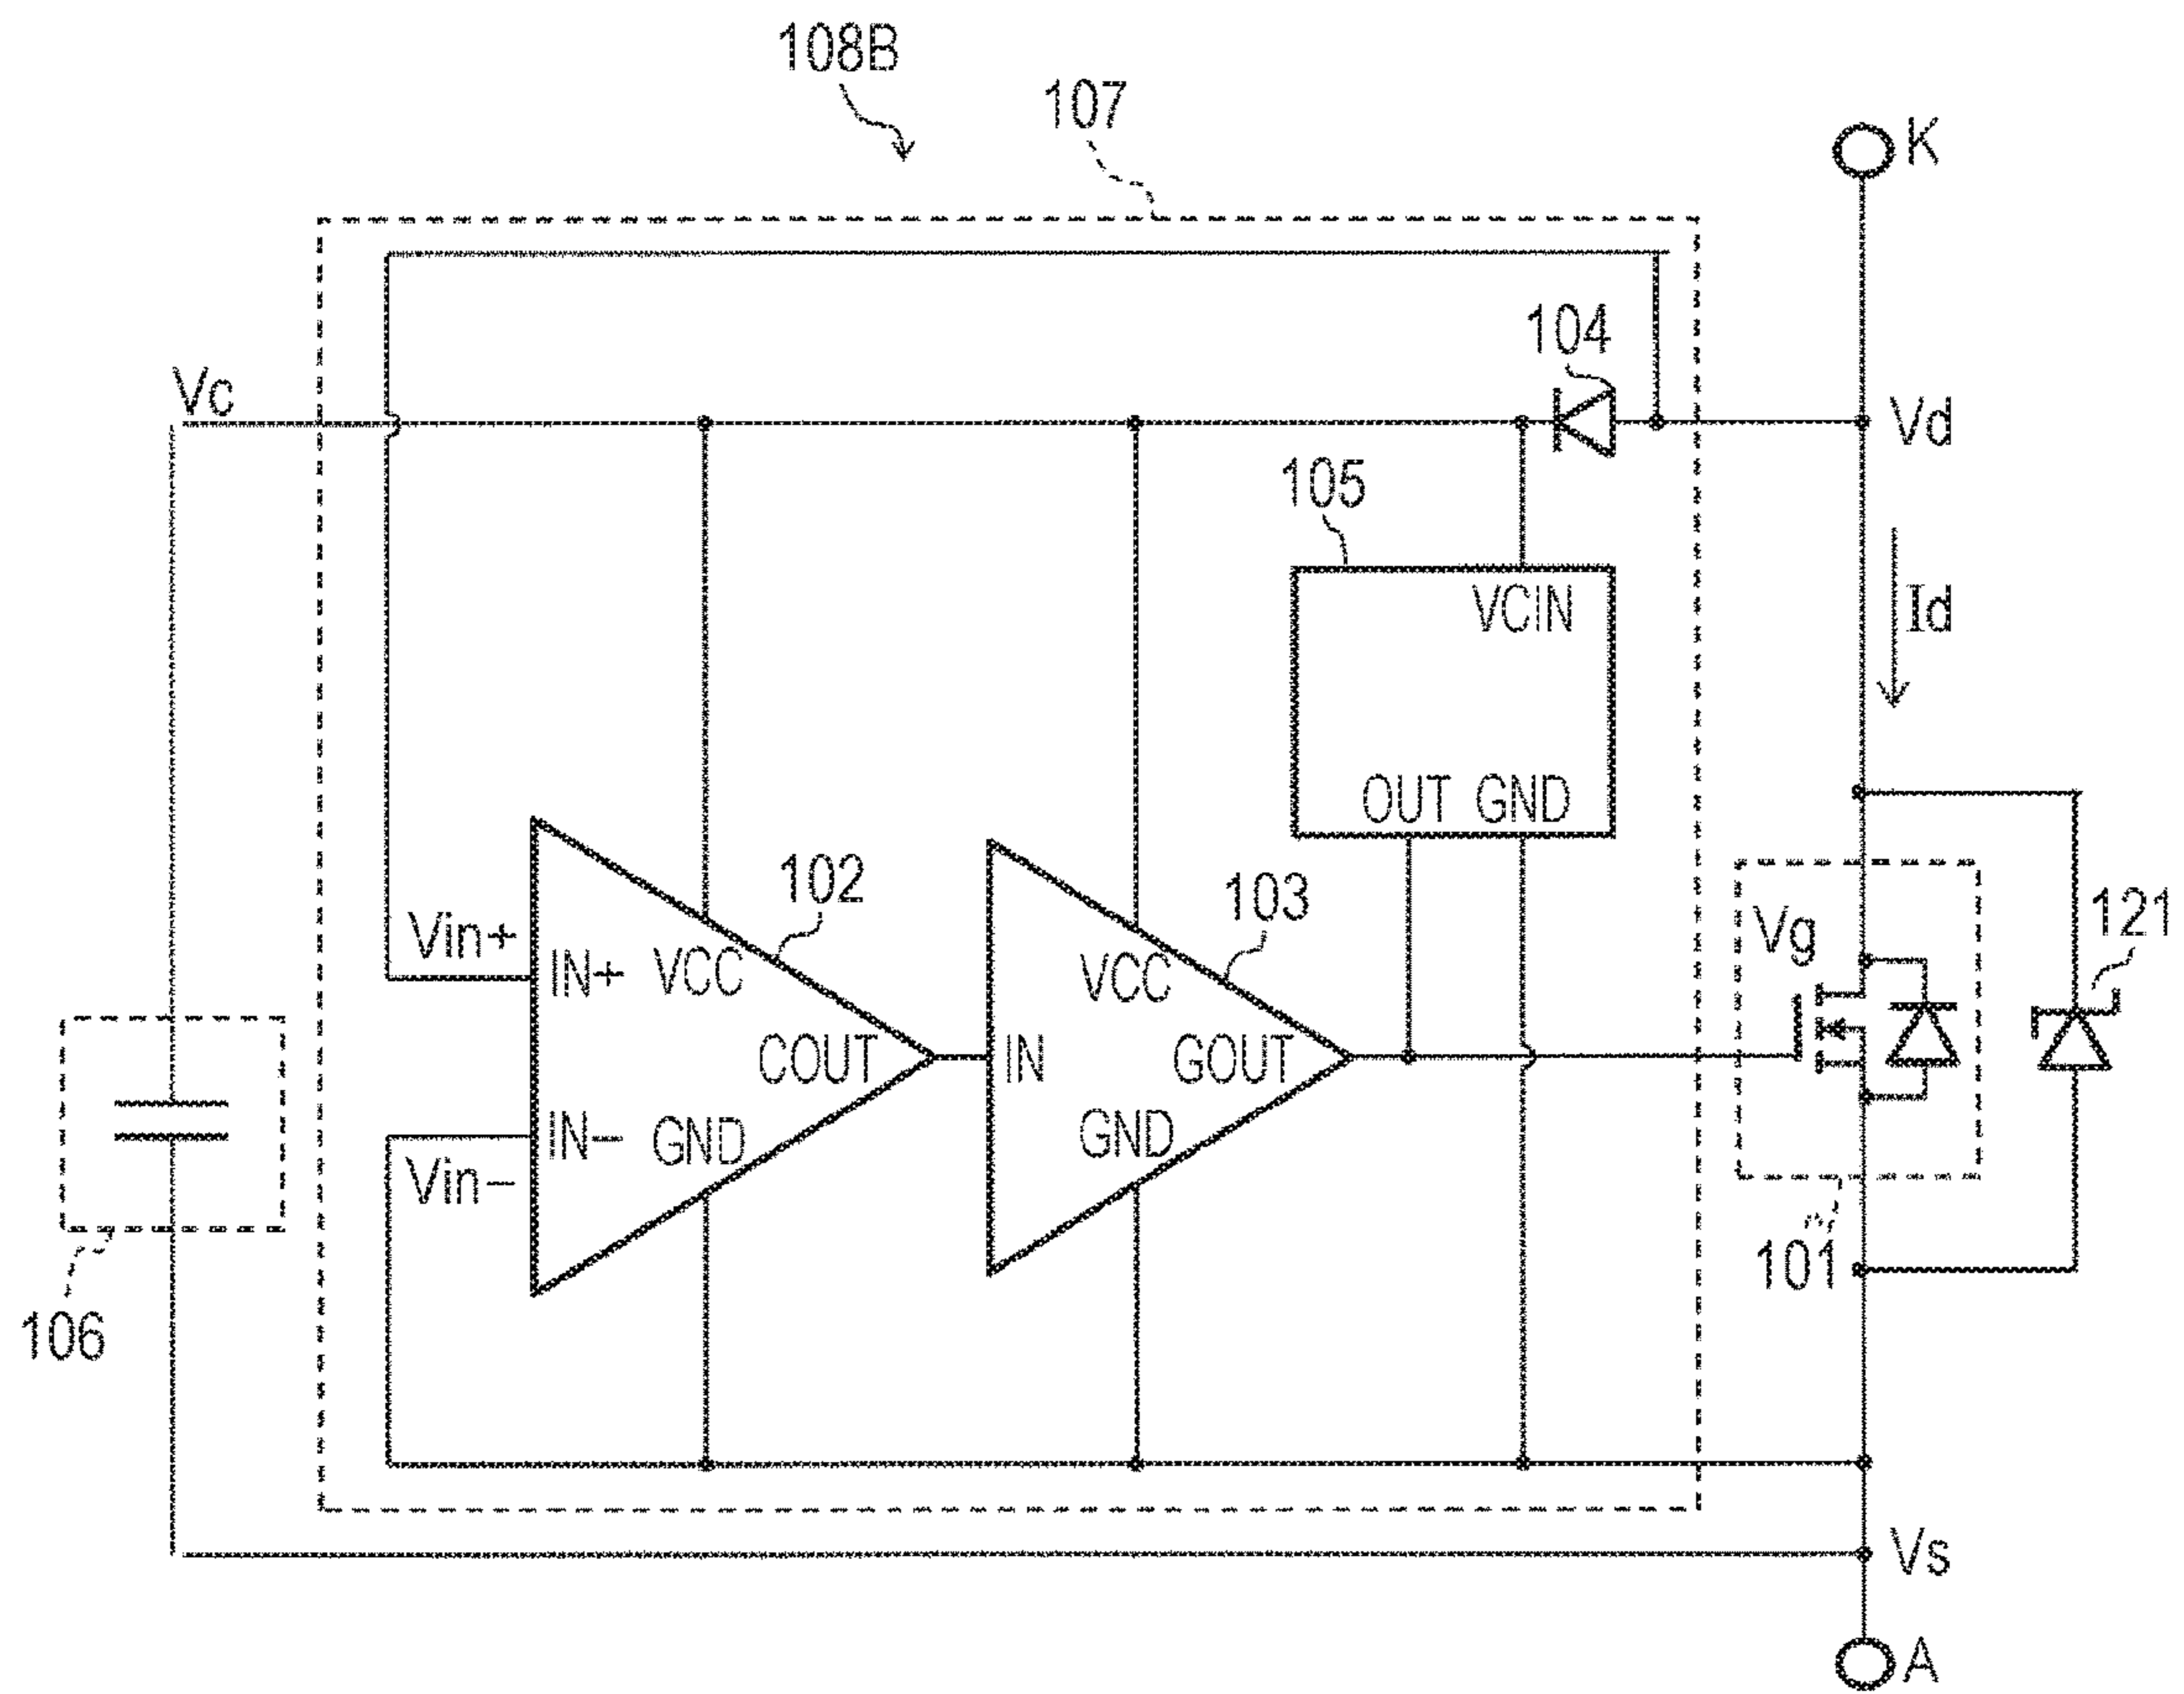 108B
107
K
104
Vc
Vd
105
VCIN
Id
OUT GND
102
103
121
Vin+
Vg
IN+ VCC
VCC
COUT
IN
GOUT
IN− GND
GND
Vin−
101
106
Vs
A